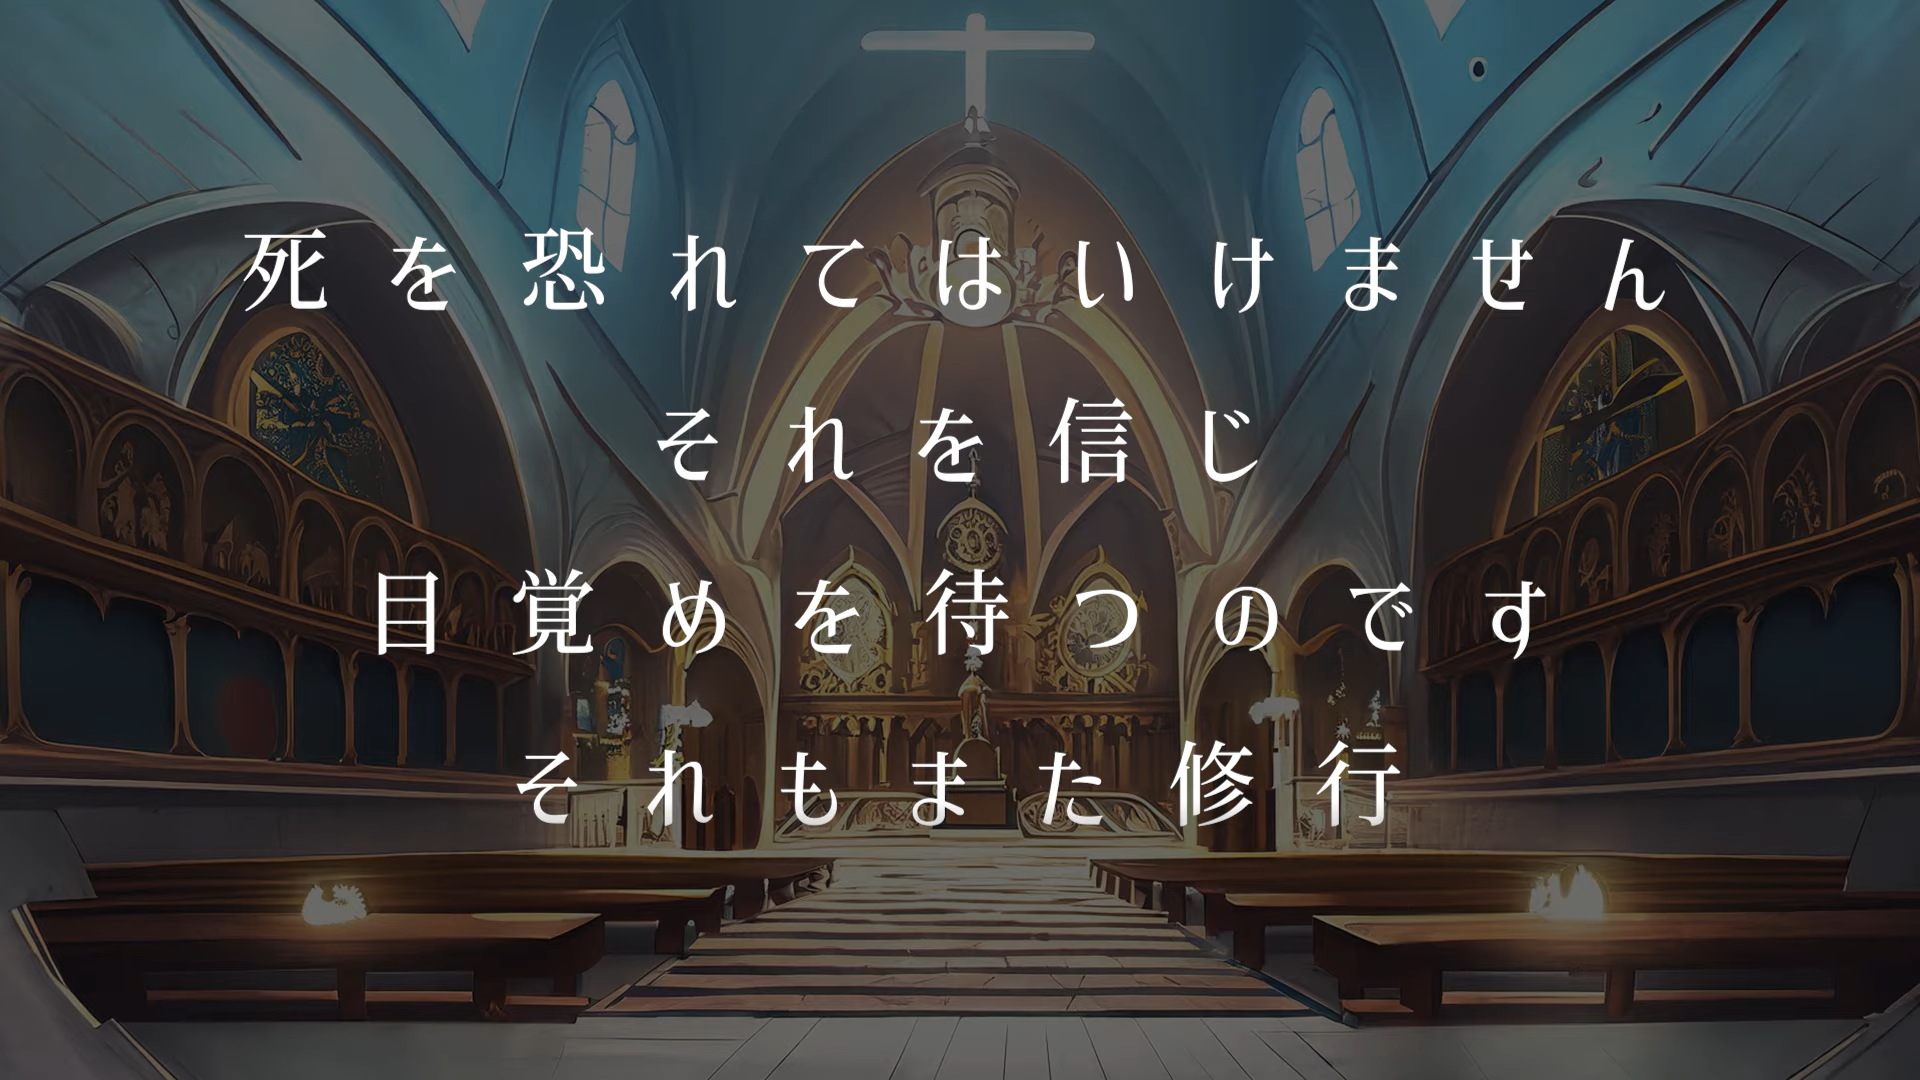 死を恐れてはいけません
それを信じ
目覚めを待つのです
それもまた修行